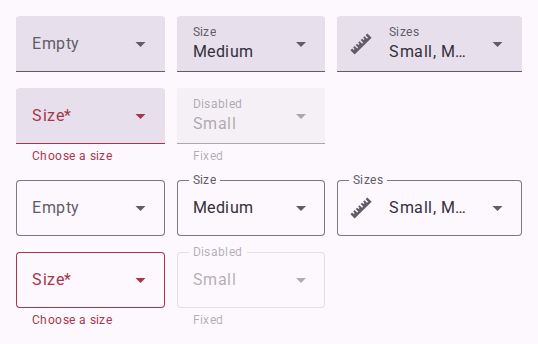 Empty
Size
Medium
Sizes
Small, M...
Size*
Choose a size
Disabled
Small
Fixed
Empty
Size
Medium
Sizes
Small, M...
Size*
Choose a size
Disabled
Small
Fixed